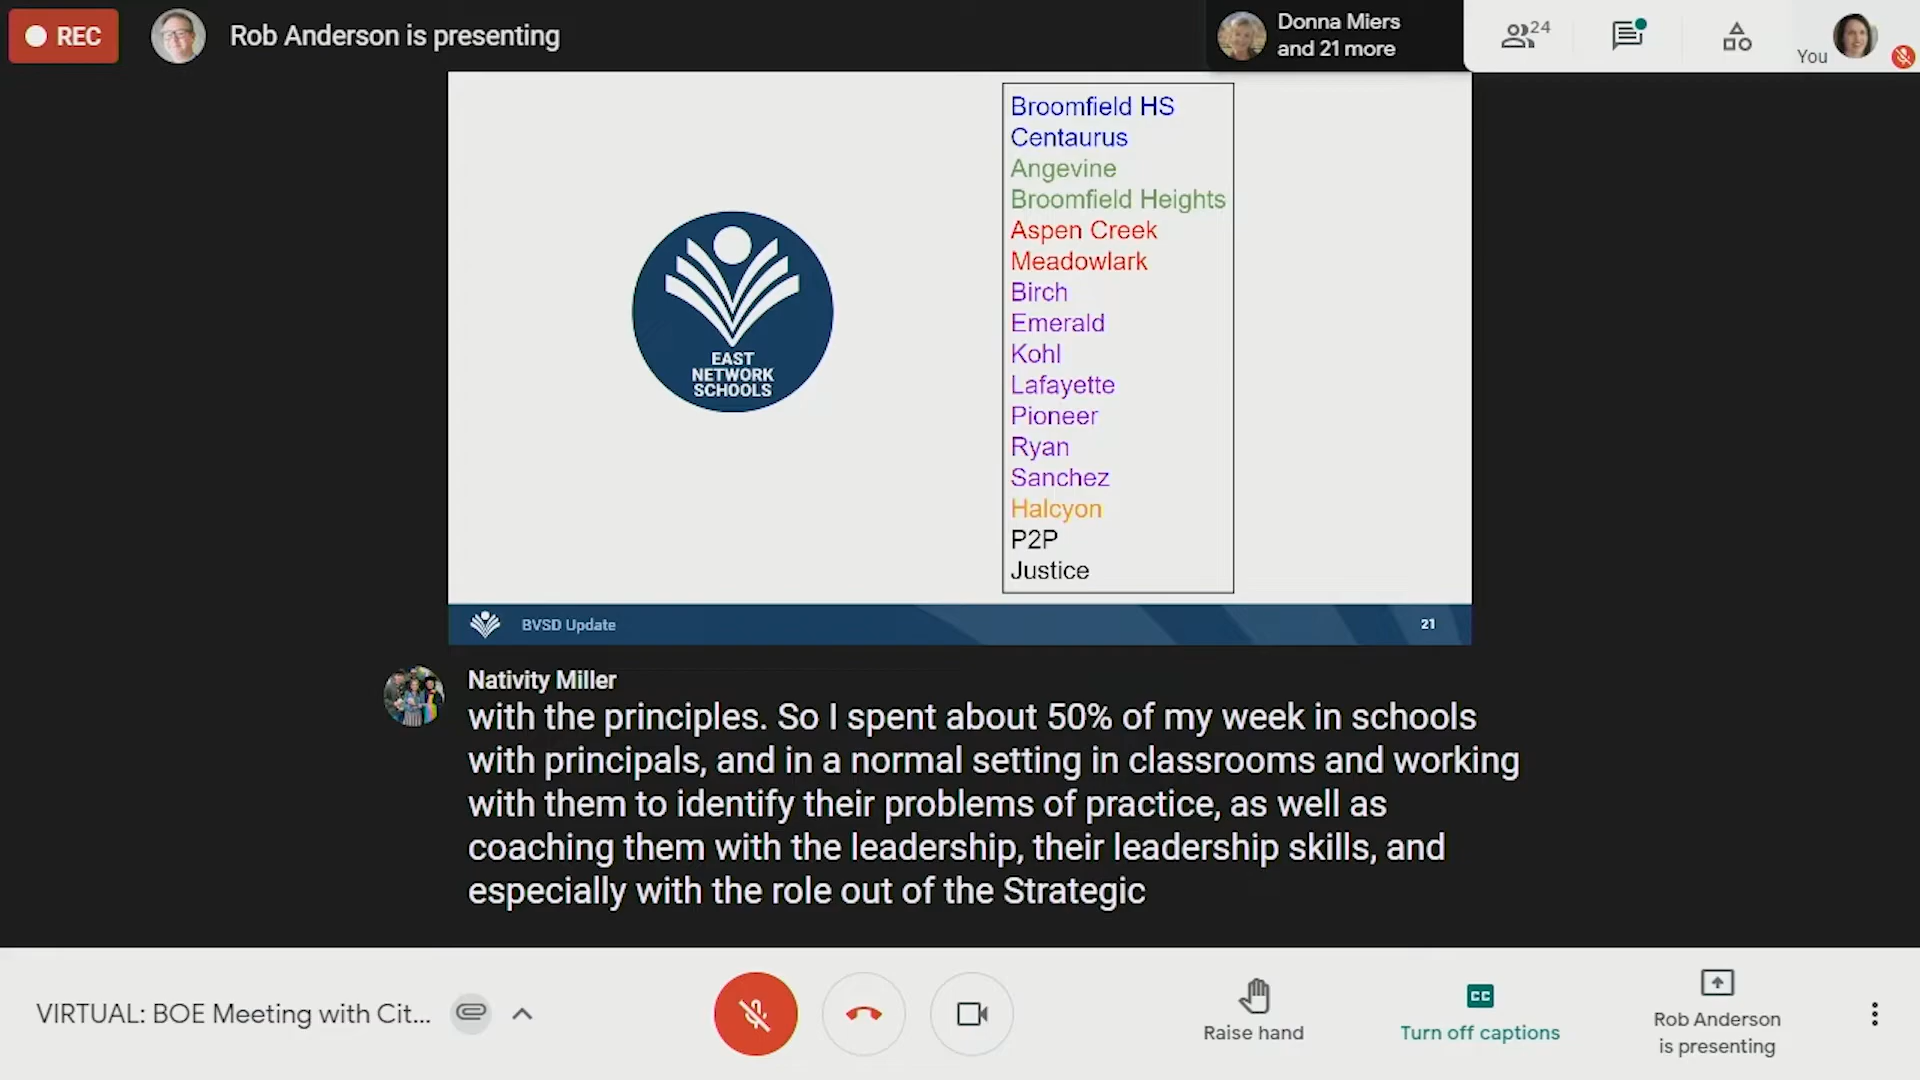 REC
Rob Anderson is presenting
Donna Miers
and 21 more
24
You
Broomfield HS
Centaurus
Angevine
Broomfield Heights
Aspen Creek
Meadowlark
Birch
Emerald
Kohl
Lafayette
Pioneer
Ryan
Sanchez
Halcyon
P2P
Justice
EAST
NETWORK
SCHOOLS
BVSD Update
21
Nativity Miller
with the principles. So I spent about 50% of my week in schools
with principals, and in a normal setting in classrooms and working
with them to identify their problems of practice, as well as
coaching them with the leadership, their leadership skills, and
especially with the role out of the Strategic
VIRTUAL: BOE Meeting with Cit...
Raise hand
CC
Turn off captions
Rob Anderson
is presenting